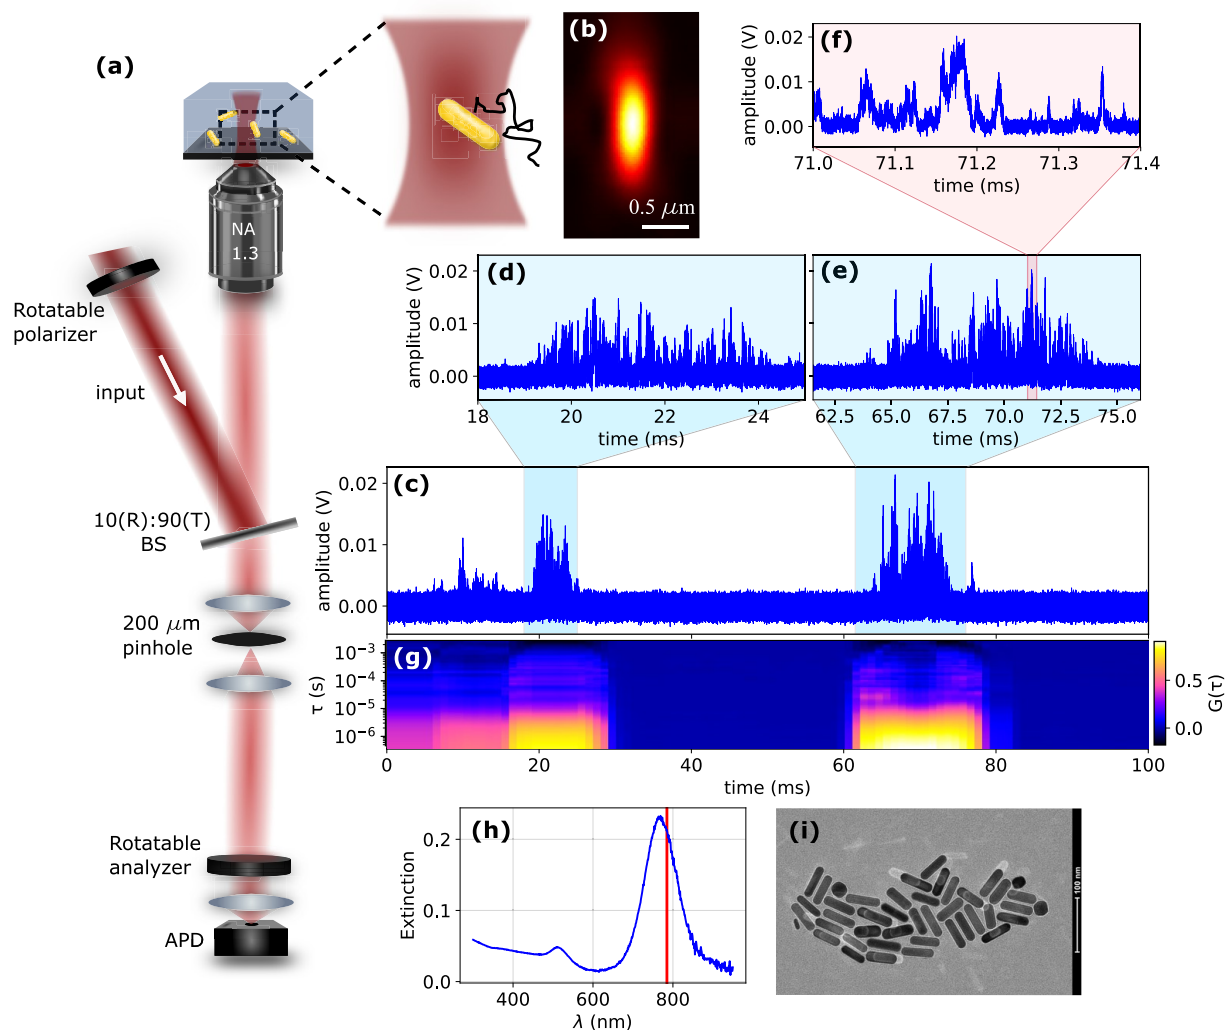 (a)
NA
1.3
Rotatable
polarizer
input
10(R):90(T)
BS
200 μm
pinhole
Rotatable
analyzer
APD
(b)
0.5 μm
(f)
amplitude (V)
0.02
0.01
0.00
71.0 71.1 71.2 71.3 71.4
time (ms)
(d)
amplitude (V)
0.02
0.01
0.00
18 20 22 24
time (ms)
(e)
62.5 65.0 67.5 70.0 72.5 75.0
time (ms)
(c)
amplitude (V)
0.02
0.01
0.00
(g)
τ (s)
10⁻³
10⁻⁴
10⁻⁵
10⁻⁶
0 20 40 60 80 100
time (ms)
0.5
0.0
G(τ)
(h)
Extinction
0.2
0.1
0.0
400 600 800
λ (nm)
(i)
100 nm